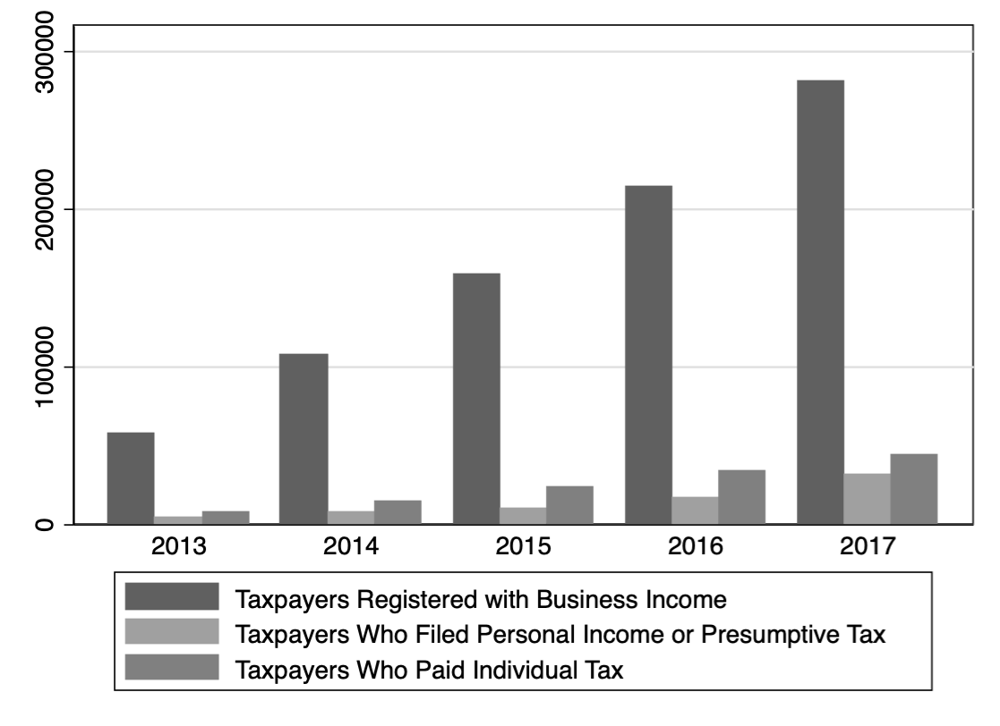 300000
200000
100000
0
2013 2014 2015 2016 2017
Taxpayers Registered with Business Income
Taxpayers Who Filed Personal Income or Presumptive Tax
Taxpayers Who Paid Individual Tax